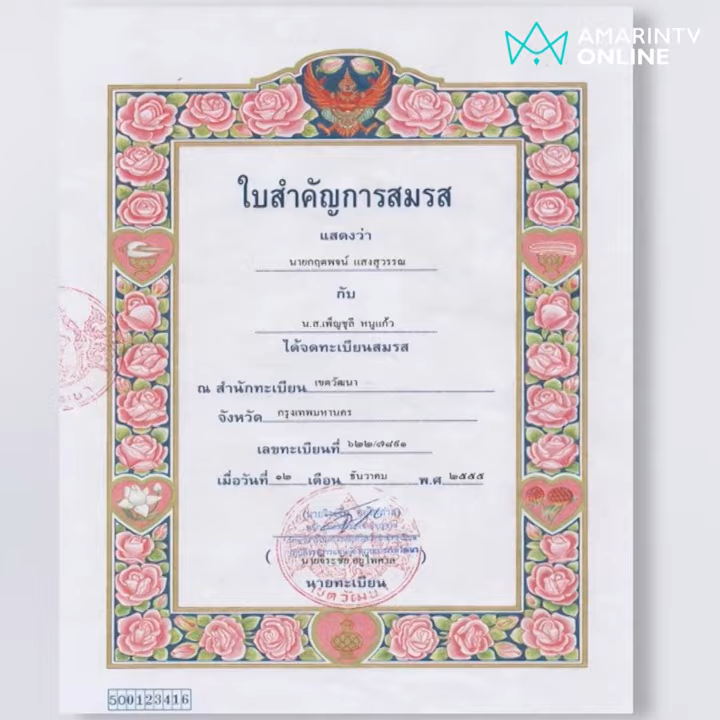 AMARINTV
ONLINE
ใบสำคัญการสมรส
แสดงว่า
นายกฤตพจน์ แสงสุวรรณ
กับ
น.ส.เพ็ญชุลี หนูแก้ว
ได้จดทะเบียนสมรส
ณ สำนักทะเบียน เขตวัฒนา
จังหวัด กรุงเทพมหานคร
เลขทะเบียนที่ ๖๒๒/๗๘๙๑
เมื่อวันที่ ๑๒ เดือน ธันวาคม พ.ศ. ๒๕๕๕
( )
นายทะเบียน
500123416